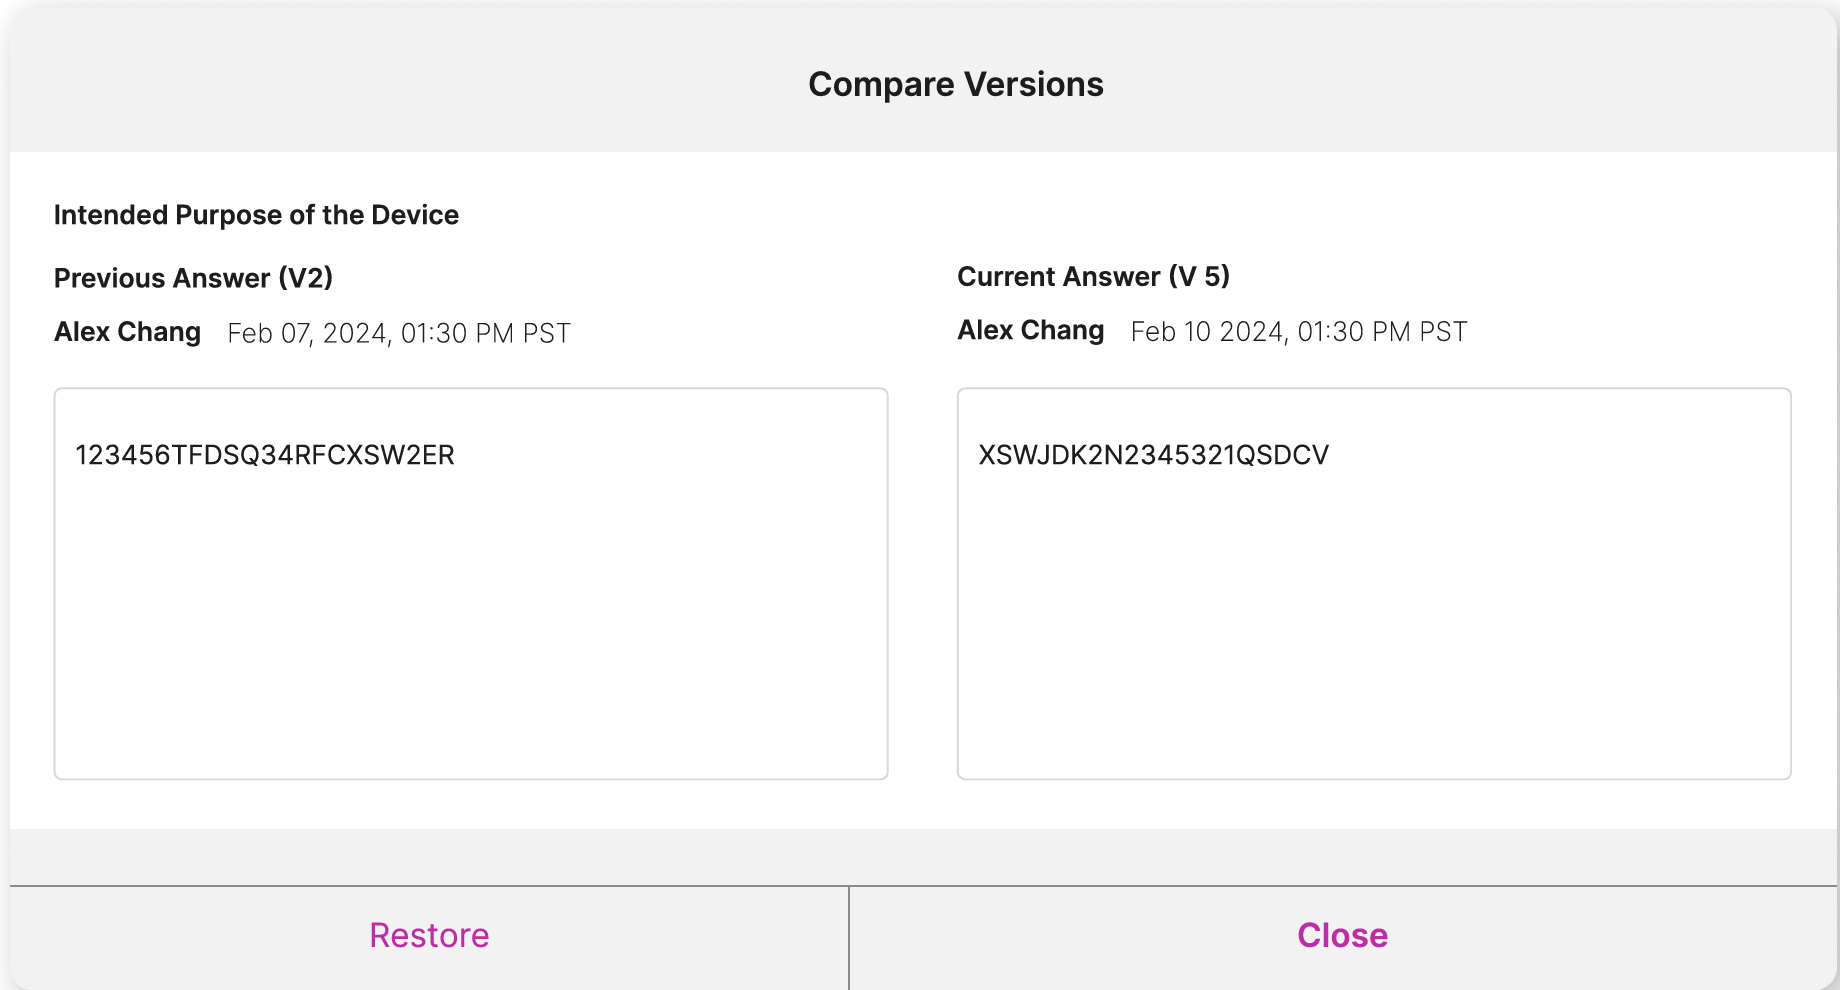 Compare Versions
Intended Purpose of the Device
Previous Answer (V2)
Alex Chang Feb 07, 2024, 01:30 PM PST
123456TFDSQ34RFCXSW2ER
Current Answer (V 5)
Alex Chang Feb 10 2024, 01:30 PM PST
XSWJDK2N2345321QSDCV
Restore
Close